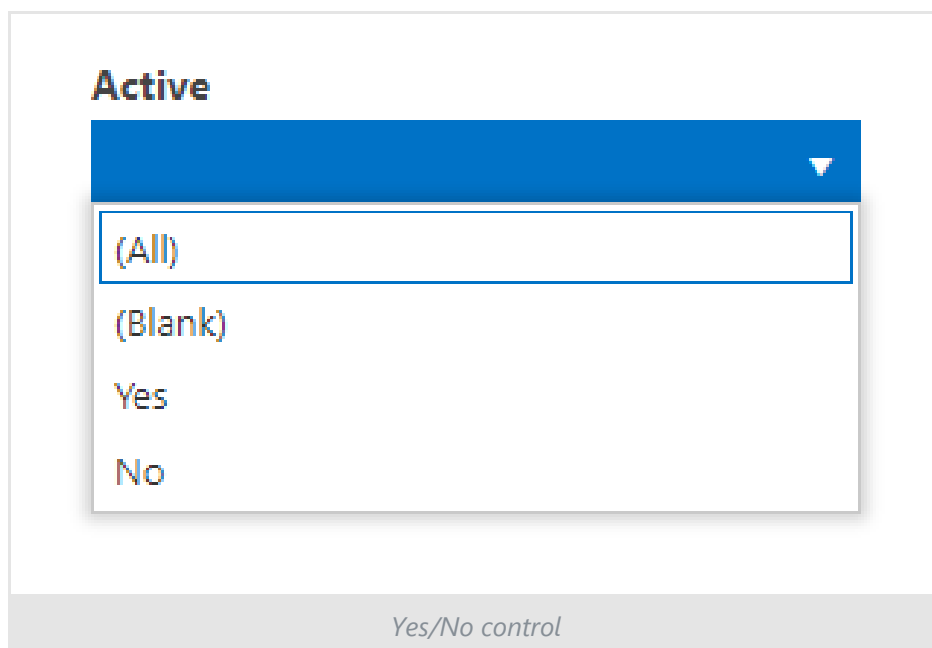 Active
(All)
(Blank)
Yes
No
Yes/No control